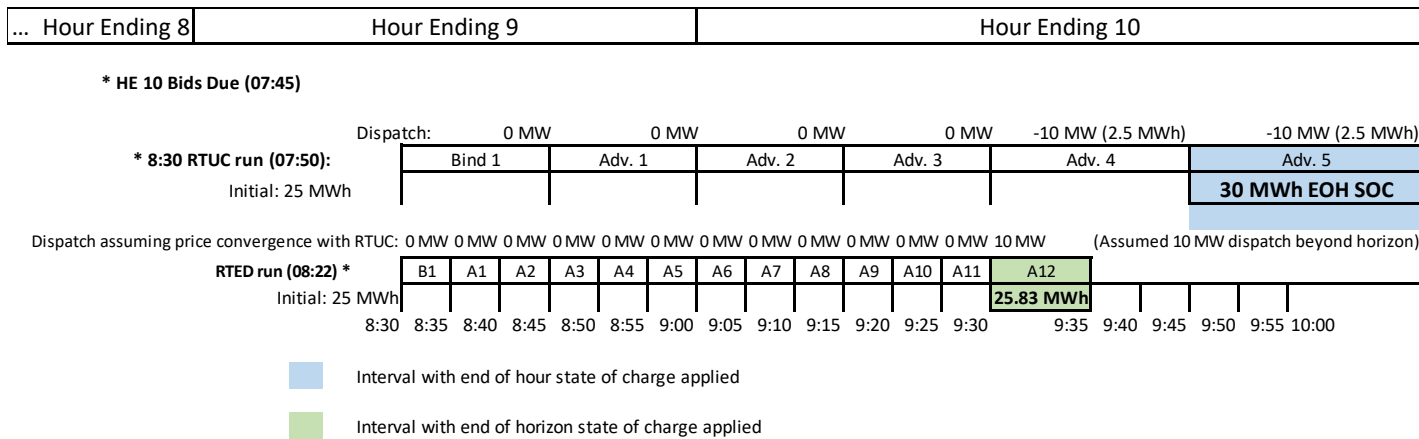 ... Hour Ending 8 Hour Ending 9 Hour Ending 10
* HE 10 Bids Due (07:45)
Dispatch: 0 MW 0 MW 0 MW 0 MW -10 MW (2.5 MWh) -10 MW (2.5 MWh)
* 8:30 RTUC run (07:50): Bind 1 Adv. 1 Adv. 2 Adv. 3 Adv. 4 Adv. 5
Initial: 25 MWh 30 MWh EOH SOC
Dispatch assuming price convergence with RTUC: 0 MW 0 MW 0 MW 0 MW 0 MW 0 MW 0 MW 0 MW 0 MW 0 MW 0 MW 0 MW 10 MW (Assumed 10 MW dispatch beyond horizon)
RTED run (08:22) * B1 A1 A2 A3 A4 A5 A6 A7 A8 A9 A10 A11 A12
Initial: 25 MWh 25.83 MWh
8:30 8:35 8:40 8:45 8:50 8:55 9:00 9:05 9:10 9:15 9:20 9:25 9:30 9:35 9:40 9:45 9:50 9:55 10:00
Interval with end of hour state of charge applied
Interval with end of horizon state of charge applied